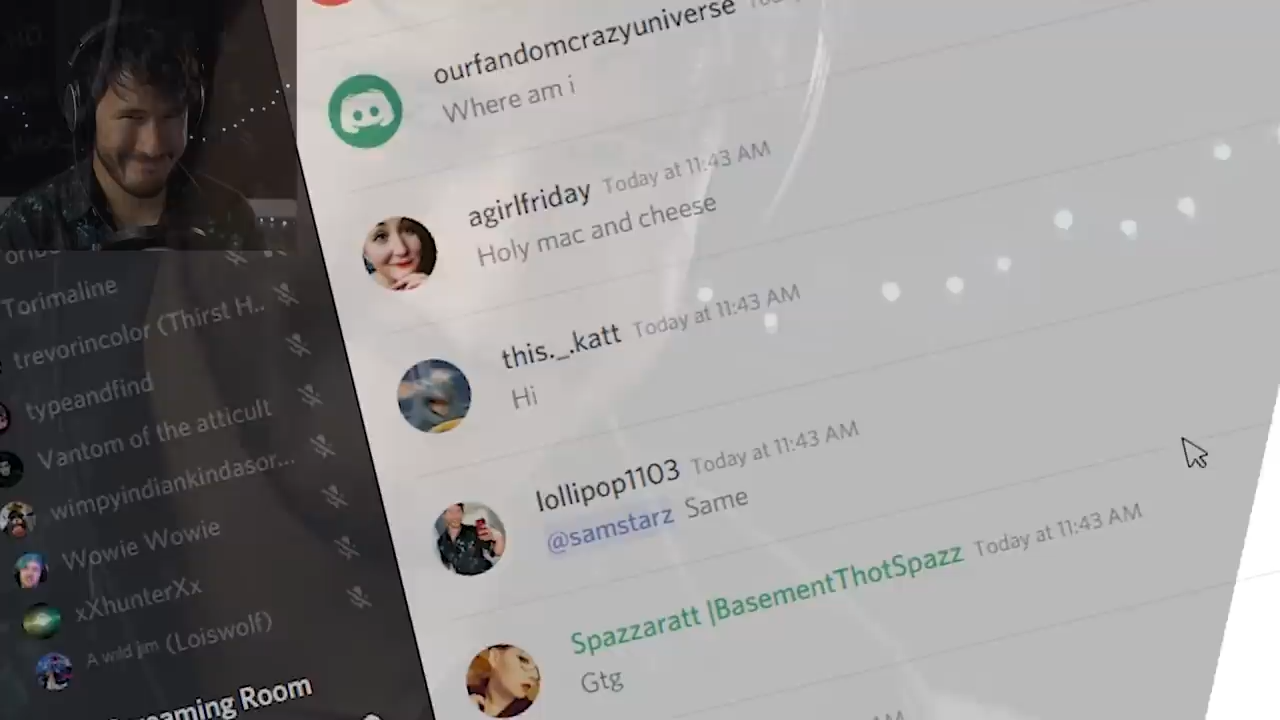 ourfandomcrazyuniverse
Where am i
agirlfriday Today at 11:43 AM
Holy mac and cheese
this._.katt Today at 11:43 AM
Hi
lollipop1103 Today at 11:43 AM
@samstarz Same
Spazzaratt |BasementThotSpazz Today at 11:43 AM
Gtg
AM
Torimaline
trevorincolor (Thirst H..
typeandfind
Vantom of the atticult
wimpyindiankindasor...
Wowie Wowie
xXhunterXx
A wild jim (Loiswolf)
Room